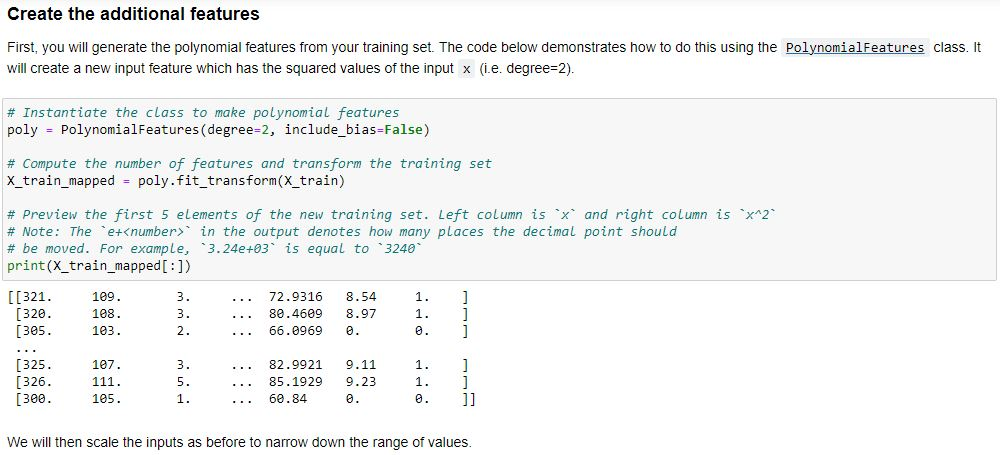 Create the additional features
First, you will generate the polynomial features from your training set. The code below demonstrates how to do this using the PolynomialFeatures class. It
will create a new input feature which has the squared values of the input x (i.e. degree=2).
# Instantiate the class to make polynomial features
poly = PolynomialFeatures(degree=2, include_bias=False)
# Compute the number of features and transform the training set
X_train_mapped = poly.fit_transform(X_train)
# Preview the first 5 elements of the new training set. Left column is `x` and right column is `x^2`
# Note: The `e+<number>` in the output denotes how many places the decimal point should
# be moved. For example, `3.24e+03` is equal to `3240`
print(X_train_mapped[:])
[[321. 109. 3. ... 72.9316 8.54 1. ]
[320. 108. 3. ... 80.4609 8.97 1. ]
[305. 103. 2. ... 66.0969 0. 0. ]
...
[325. 107. 3. ... 82.9921 9.11 1. ]
[326. 111. 5. ... 85.1929 9.23 1. ]
[300. 105. 1. ... 60.84 0. 0. ]]
We will then scale the inputs as before to narrow down the range of values.